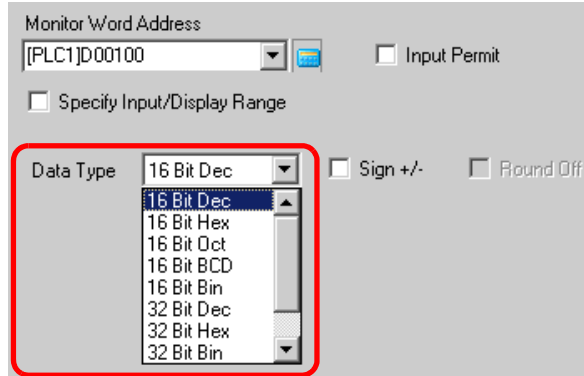 Monitor Word Address
[PLC1]D00100
Input Permit
Specify Input/Display Range
Data Type
16 Bit Dec
Sign +/-
Round Off
16 Bit Dec
16 Bit Hex
16 Bit Oct
16 Bit BCD
16 Bit Bin
32 Bit Dec
32 Bit Hex
32 Bit Bin